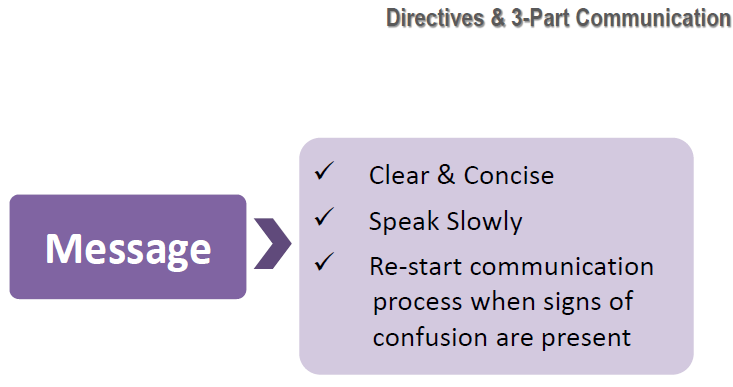 Directives & 3-Part Communication
Message
✓ Clear & Concise
✓ Speak Slowly
✓ Re-start communication
process when signs of
confusion are present